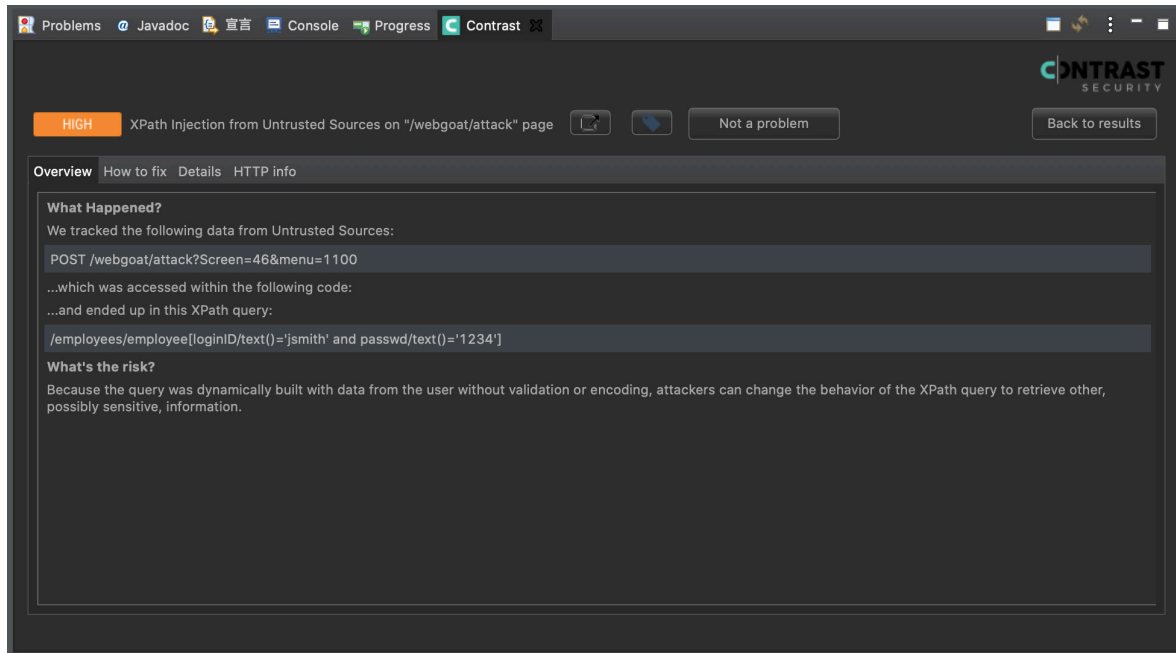 Problems @ Javadoc 宣言 Console Progress Contrast
CONTRAST
SECURITY
HIGH XPath Injection from Untrusted Sources on "/webgoat/attack" page Not a problem Back to results
Overview How to fix Details HTTP info
What Happened?
We tracked the following data from Untrusted Sources:
POST /webgoat/attack?Screen=46&menu=1100
...which was accessed within the following code:
...and ended up in this XPath query:
/employees/employee[loginID/text()='jsmith' and passwd/text()='1234']
What's the risk?
Because the query was dynamically built with data from the user without validation or encoding, attackers can change the behavior of the XPath query to retrieve other,
possibly sensitive, information.